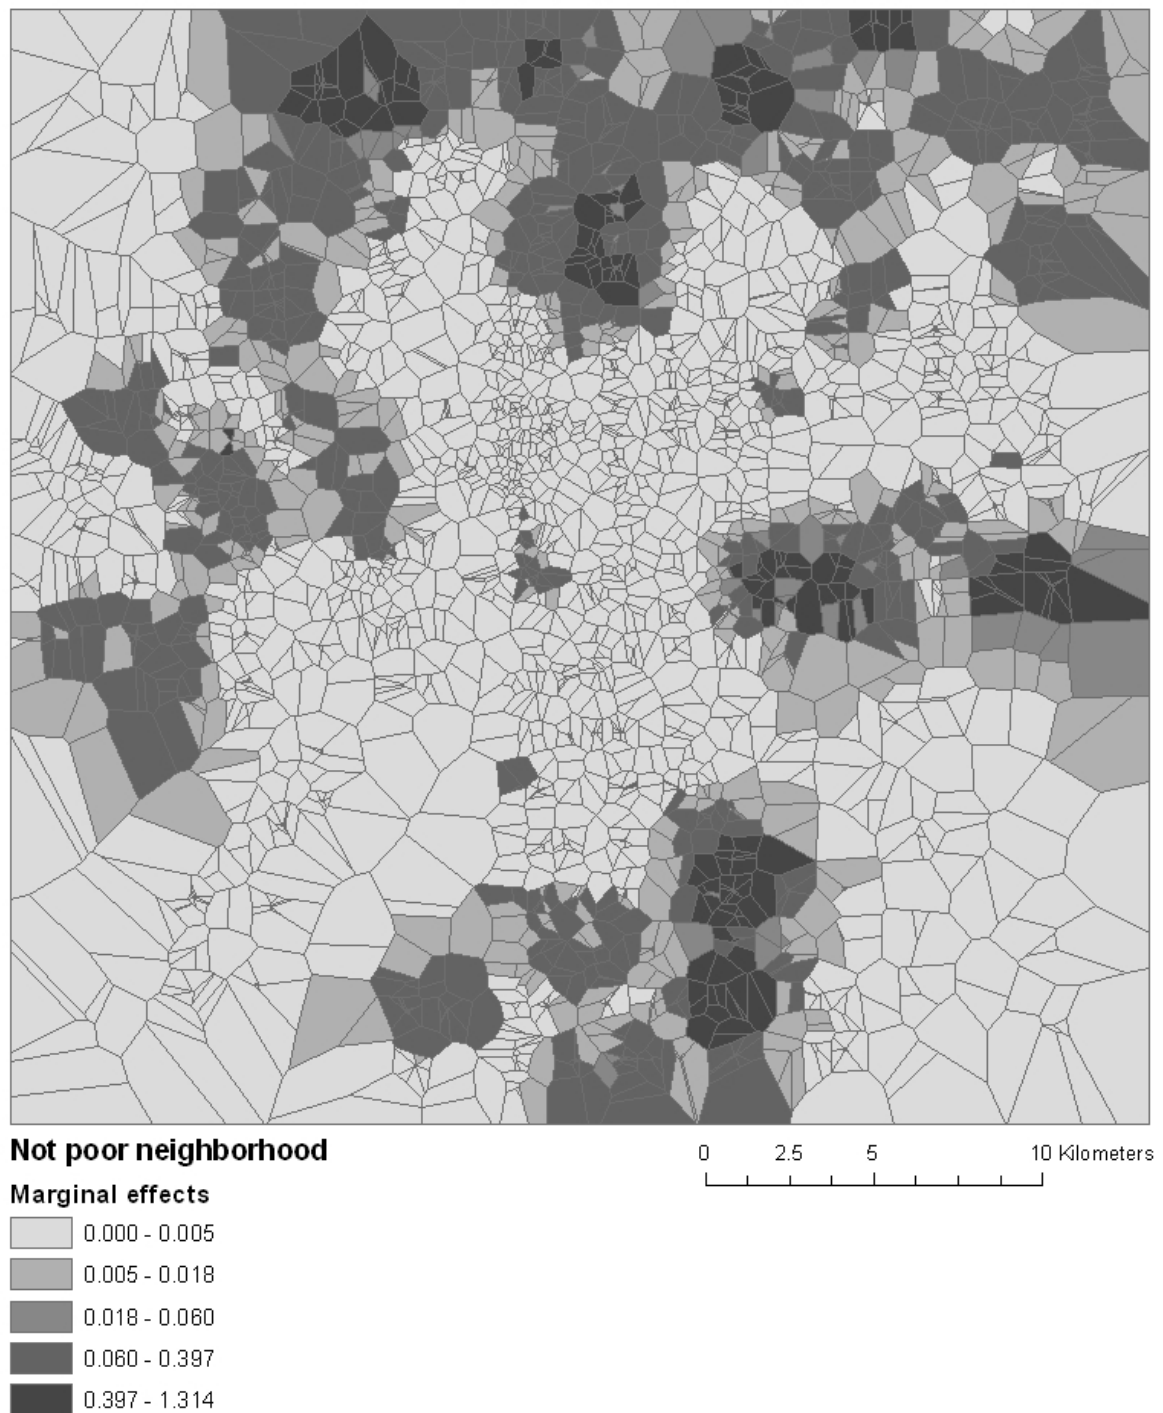 Not poor neighborhood
0 2.5 5 10 Kilometers
Marginal effects
0.000 - 0.005
0.005 - 0.018
0.018 - 0.060
0.060 - 0.397
0.397 - 1.314